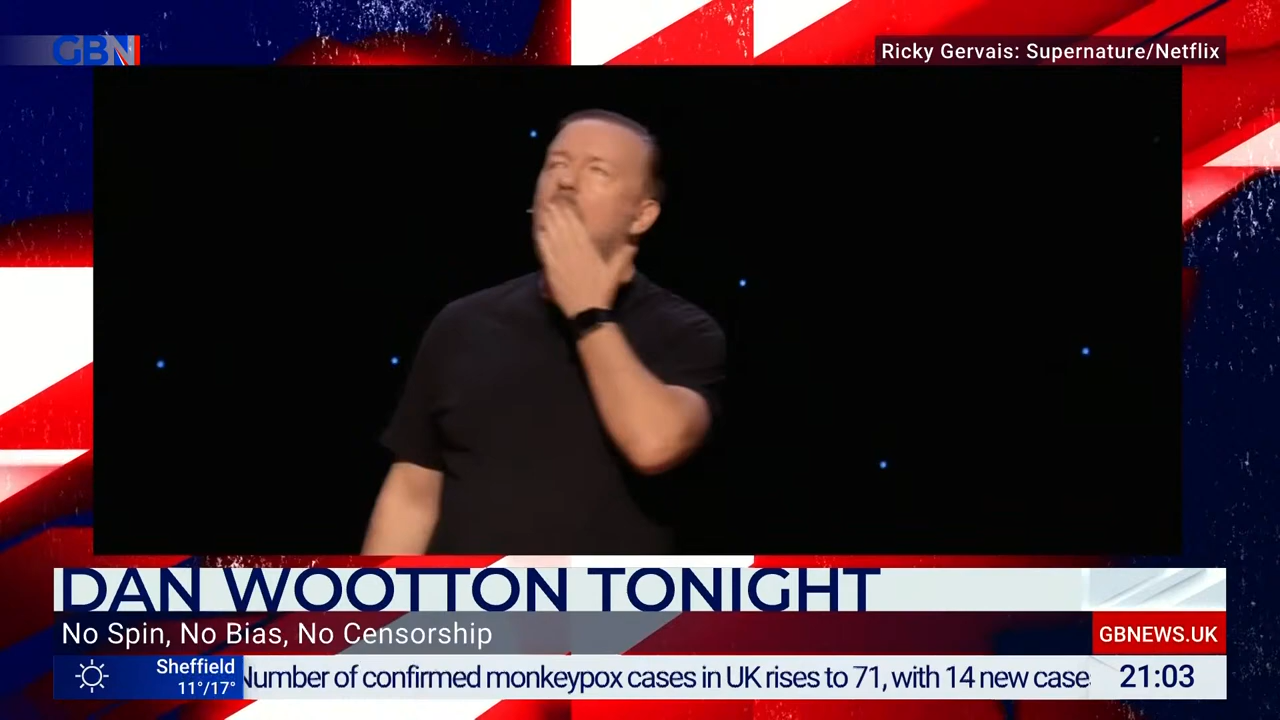 GBN
Ricky Gervais: Supernature/Netflix
DAN WOOTTON TONIGHT
No Spin, No Bias, No Censorship
GBNEWS.UK
Sheffield
11°/17°
Number of confirmed monkeypox cases in UK rises to 71, with 14 new case
21:03